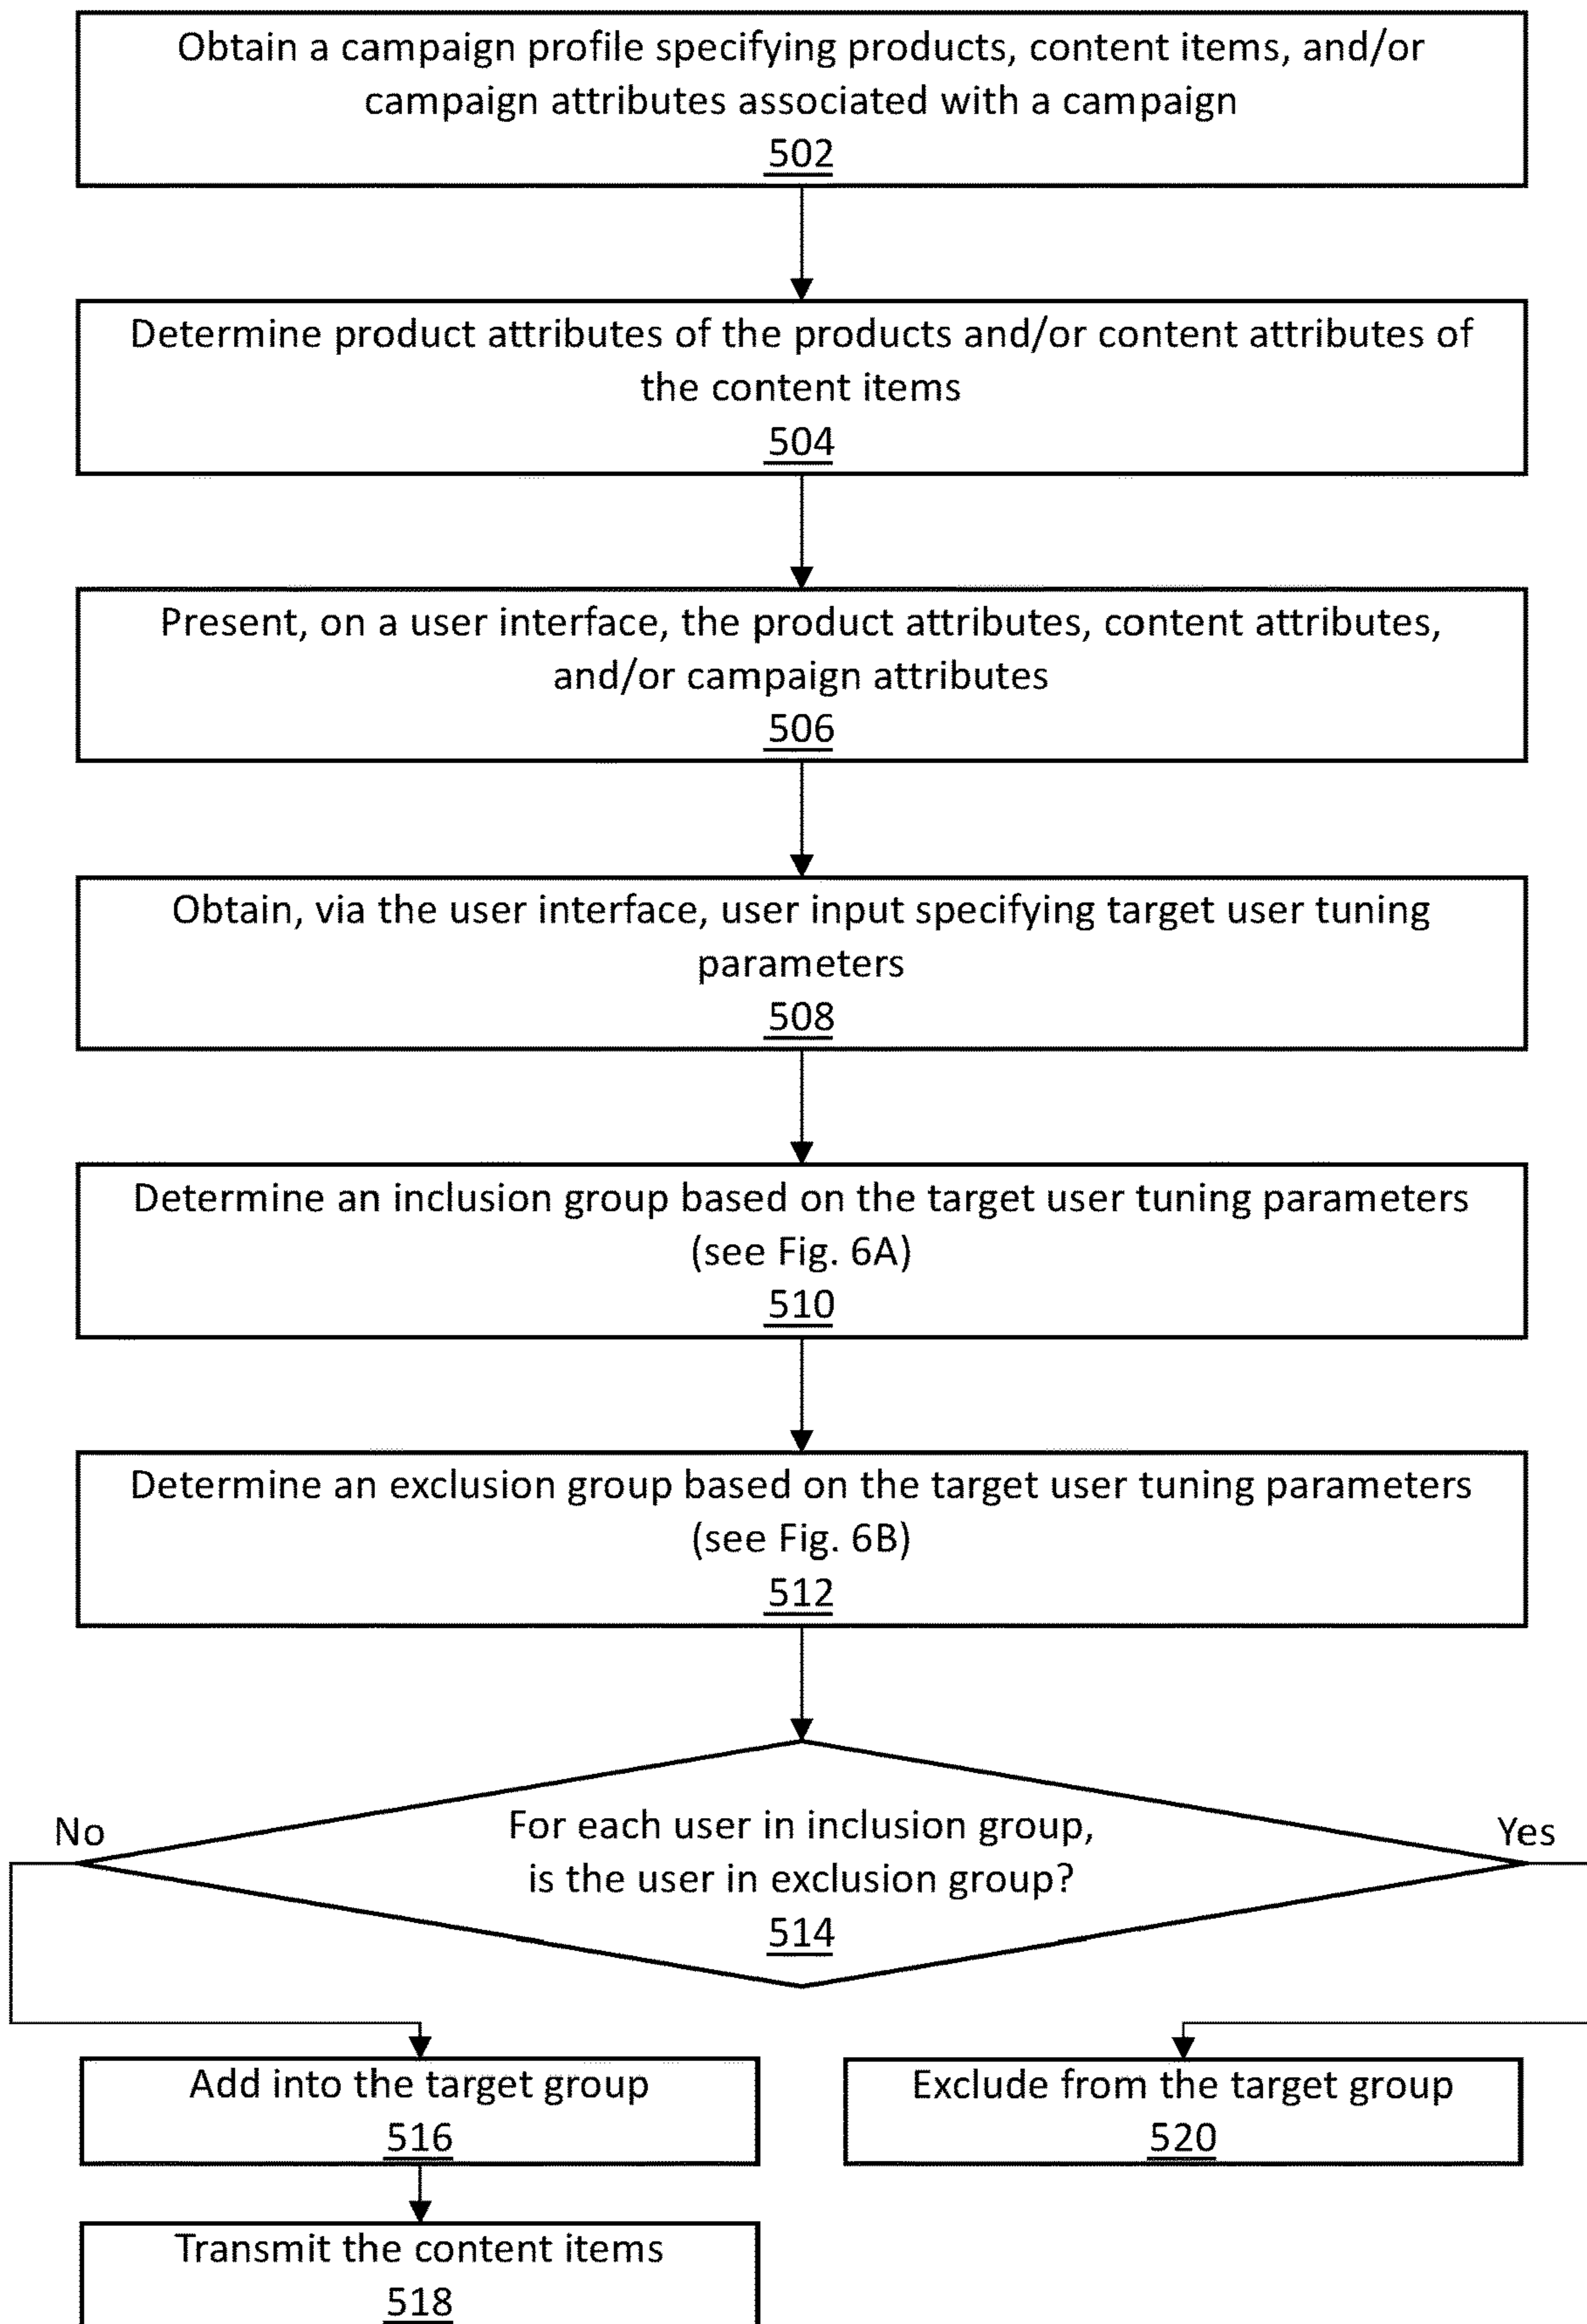 Obtain a campaign profile specifying products, content items, and/or
campaign attributes associated with a campaign
502
Determine product attributes of the products and/or content attributes of
the content items
504
Present, on a user interface, the product attributes, content attributes,
and/or campaign attributes
506
Obtain, via the user interface, user input specifying target user tuning
parameters
508
Determine an inclusion group based on the target user tuning parameters
(see Fig. 6A)
510
Determine an exclusion group based on the target user tuning parameters
(see Fig. 6B)
512
No
Yes
For each user in inclusion group,
is the user in exclusion group?
514
Add into the target group
516
Exclude from the target group
520
Transmit the content items
518